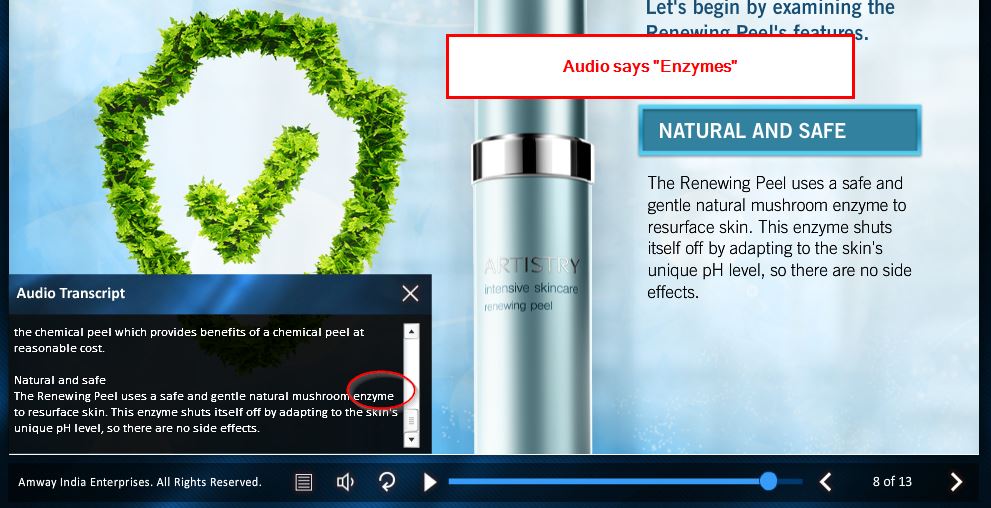 Let's begin by examining the
Renewing Peel's features.
Audio says "Enzymes"
NATURAL AND SAFE
The Renewing Peel uses a safe and
gentle natural mushroom enzyme to
resurface skin. This enzyme shuts
itself off by adapting to the skin's
unique pH level, so there are no side
effects.
ARTISTRY
intensive skincare
renewing peel
Audio Transcript
the chemical peel which provides benefits of a chemical peel at
reasonable cost.
Natural and safe
The Renewing Peel uses a safe and gentle natural mushroom enzyme
to resurface skin. This enzyme shuts itself off by adapting to the skin's
unique pH level, so there are no side effects.
Amway India Enterprises. All Rights Reserved.
8 of 13